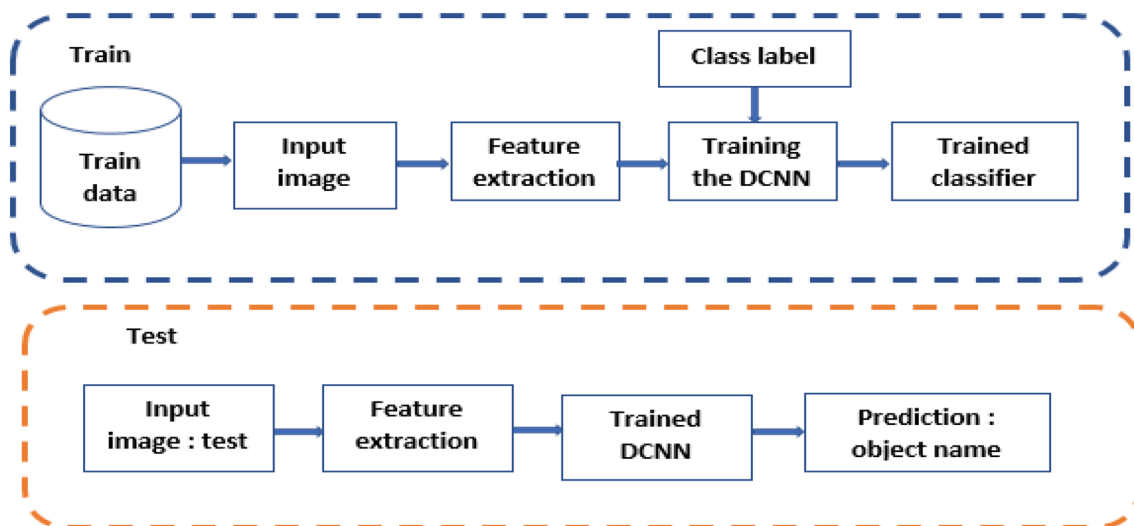 Train
Class label
Train
data
Input
image
Feature
extraction
Training
the DCNN
Trained
classifier
Test
Input
image : test
Feature
extraction
Trained
DCNN
Prediction :
object name